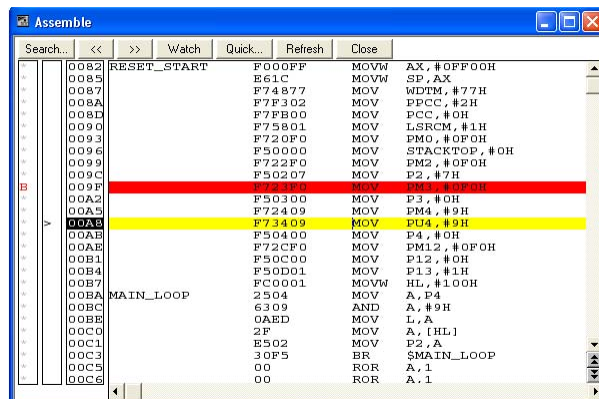 Assemble
Search... << >> Watch Quick... Refresh Close
* 0082 RESET_START F000FF MOVW AX,#0FF00H
* 0085 E61C MOVW SP,AX
* 0087 F74877 MOV WDTM,#77H
* 008A F7F302 MOV PPCC,#2H
* 008D F7FB00 MOV PCC,#0H
* 0090 F75801 MOV LSRCM,#1H
* 0093 F720F0 MOV PM0,#0F0H
* 0096 F50000 MOV STACKTOP,#0H
* 0099 F722F0 MOV PM2,#0F0H
* 009C F50207 MOV P2,#7H
B 009F F723F0 MOV PM3,#0F0H
* 00A2 F50300 MOV P3,#0H
* 00A5 F72409 MOV PM4,#9H
* > 00A8 F73409 MOV PU4,#9H
* 00AB F50400 MOV P4,#0H
* 00AE F72CF0 MOV PM12,#0F0H
* 00B1 F50C00 MOV P12,#0H
* 00B4 F50D01 MOV P13,#1H
* 00B7 FC0001 MOVW HL,#100H
* 00BA MAIN_LOOP 2504 MOV A,P4
* 00BC 6309 AND A,#9H
* 00BE 0AED MOV L,A
* 00C0 2F MOV A,[HL]
* 00C1 E502 MOV P2,A
* 00C3 30F5 BR $MAIN_LOOP
* 00C5 00 ROR A,1
* 00C6 00 ROR A,1